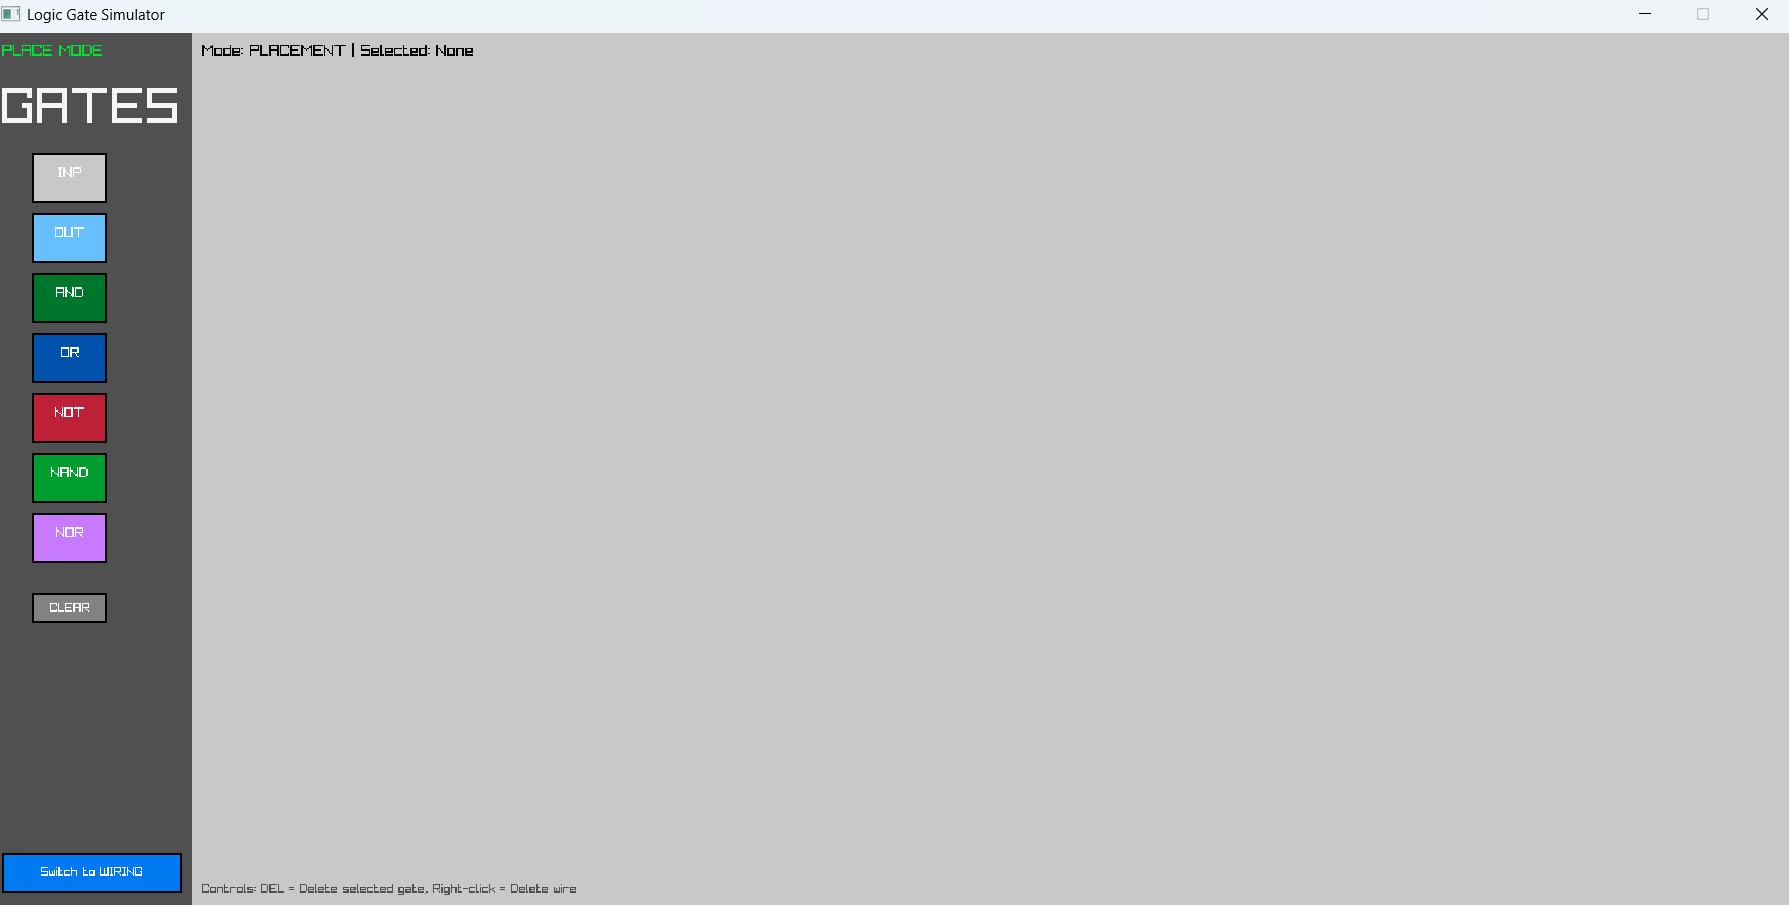 Logic Gate Simulator
PLACE MODE
Mode: PLACEMENT | Selected: None
GATES
INP
OUT
AND
OR
NOT
NAND
NOR
CLEAR
Switch to WIRING
Controls: DEL = Delete selected gate, Right-click = Delete wire